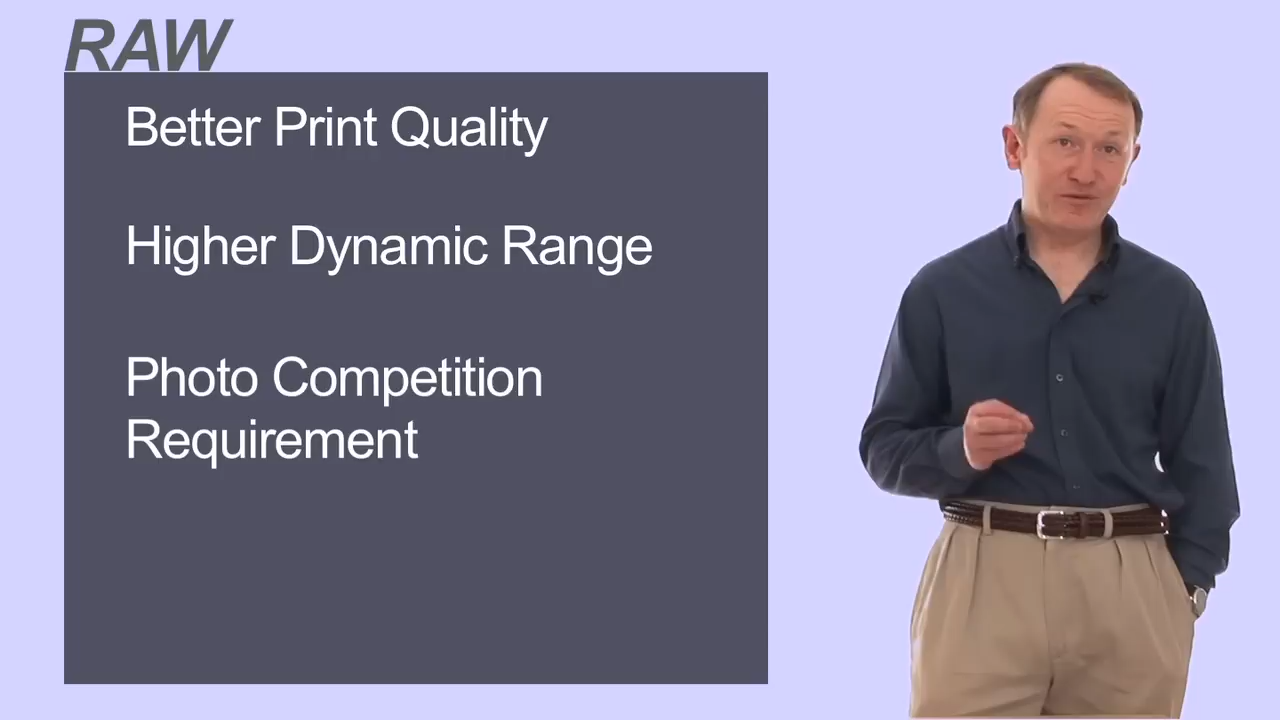 RAW
Better Print Quality
Higher Dynamic Range
Photo Competition
Requirement